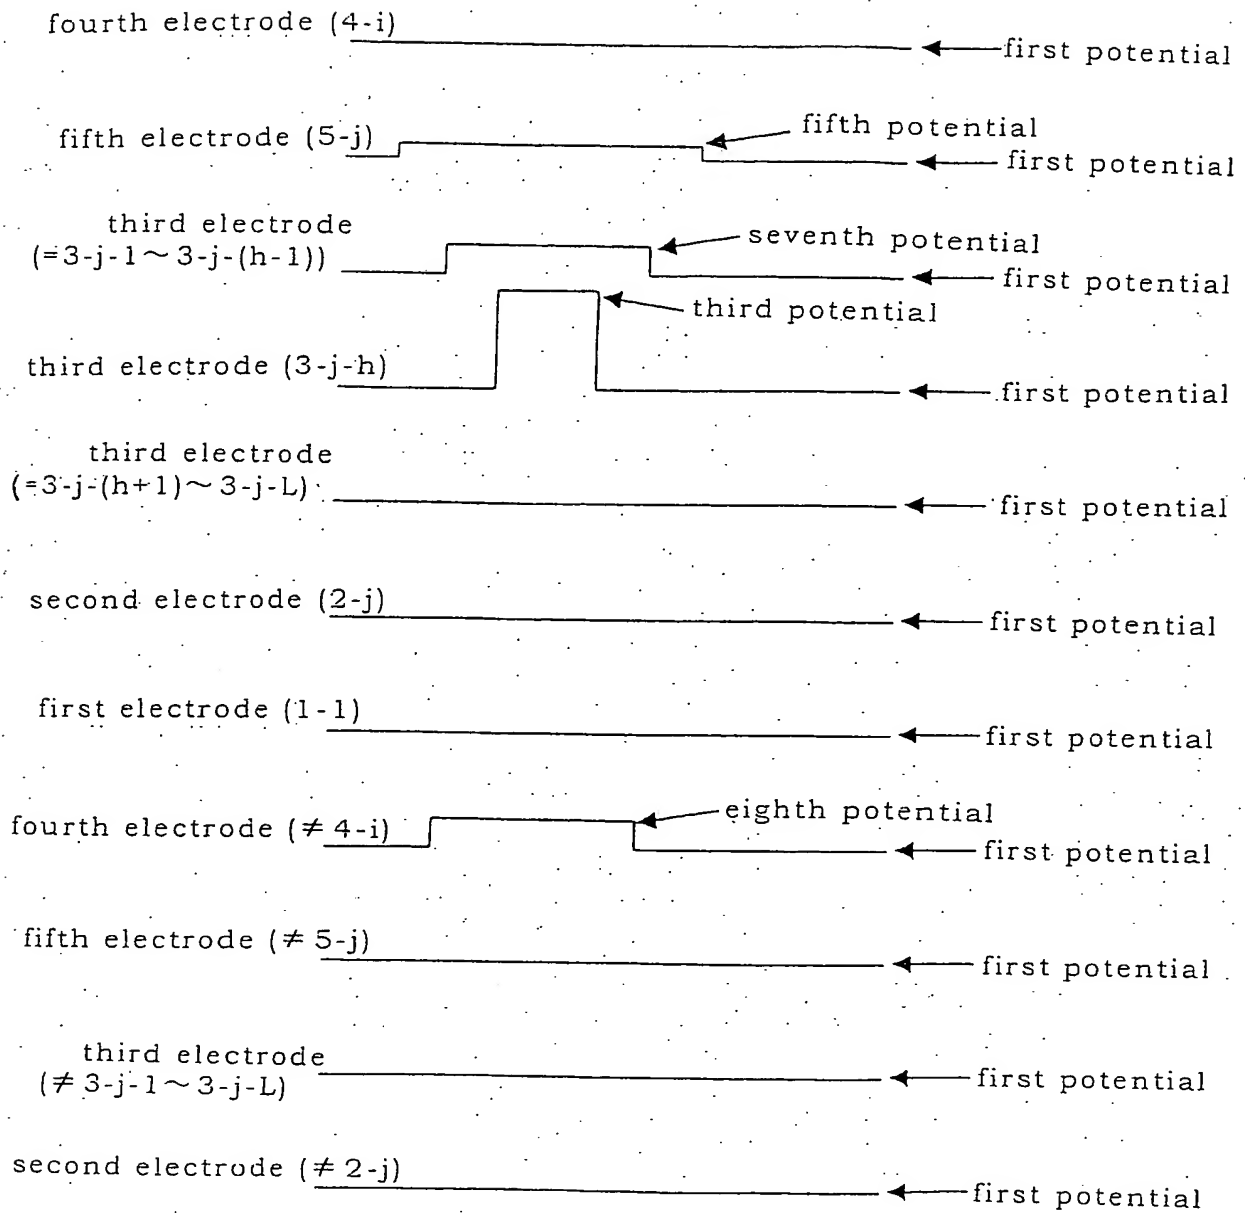 fourth electrode (4-i)
first potential
fifth electrode (5-j)
fifth potential
first potential
third electrode
(=3-j-1~3-j-(h-1))
seventh potential
first potential
third potential
third electrode (3-j-h)
first potential
third electrode
(=3-j-(h+1)~3-j-L)
first potential
second electrode (2-j)
first potential
first electrode (1-1)
first potential
fourth electrode (≠ 4-i)
eighth potential
first potential
fifth electrode (≠ 5-j)
first potential
third electrode
(≠ 3-j-1~3-j-L)
first potential
second electrode (≠ 2-j)
first potential